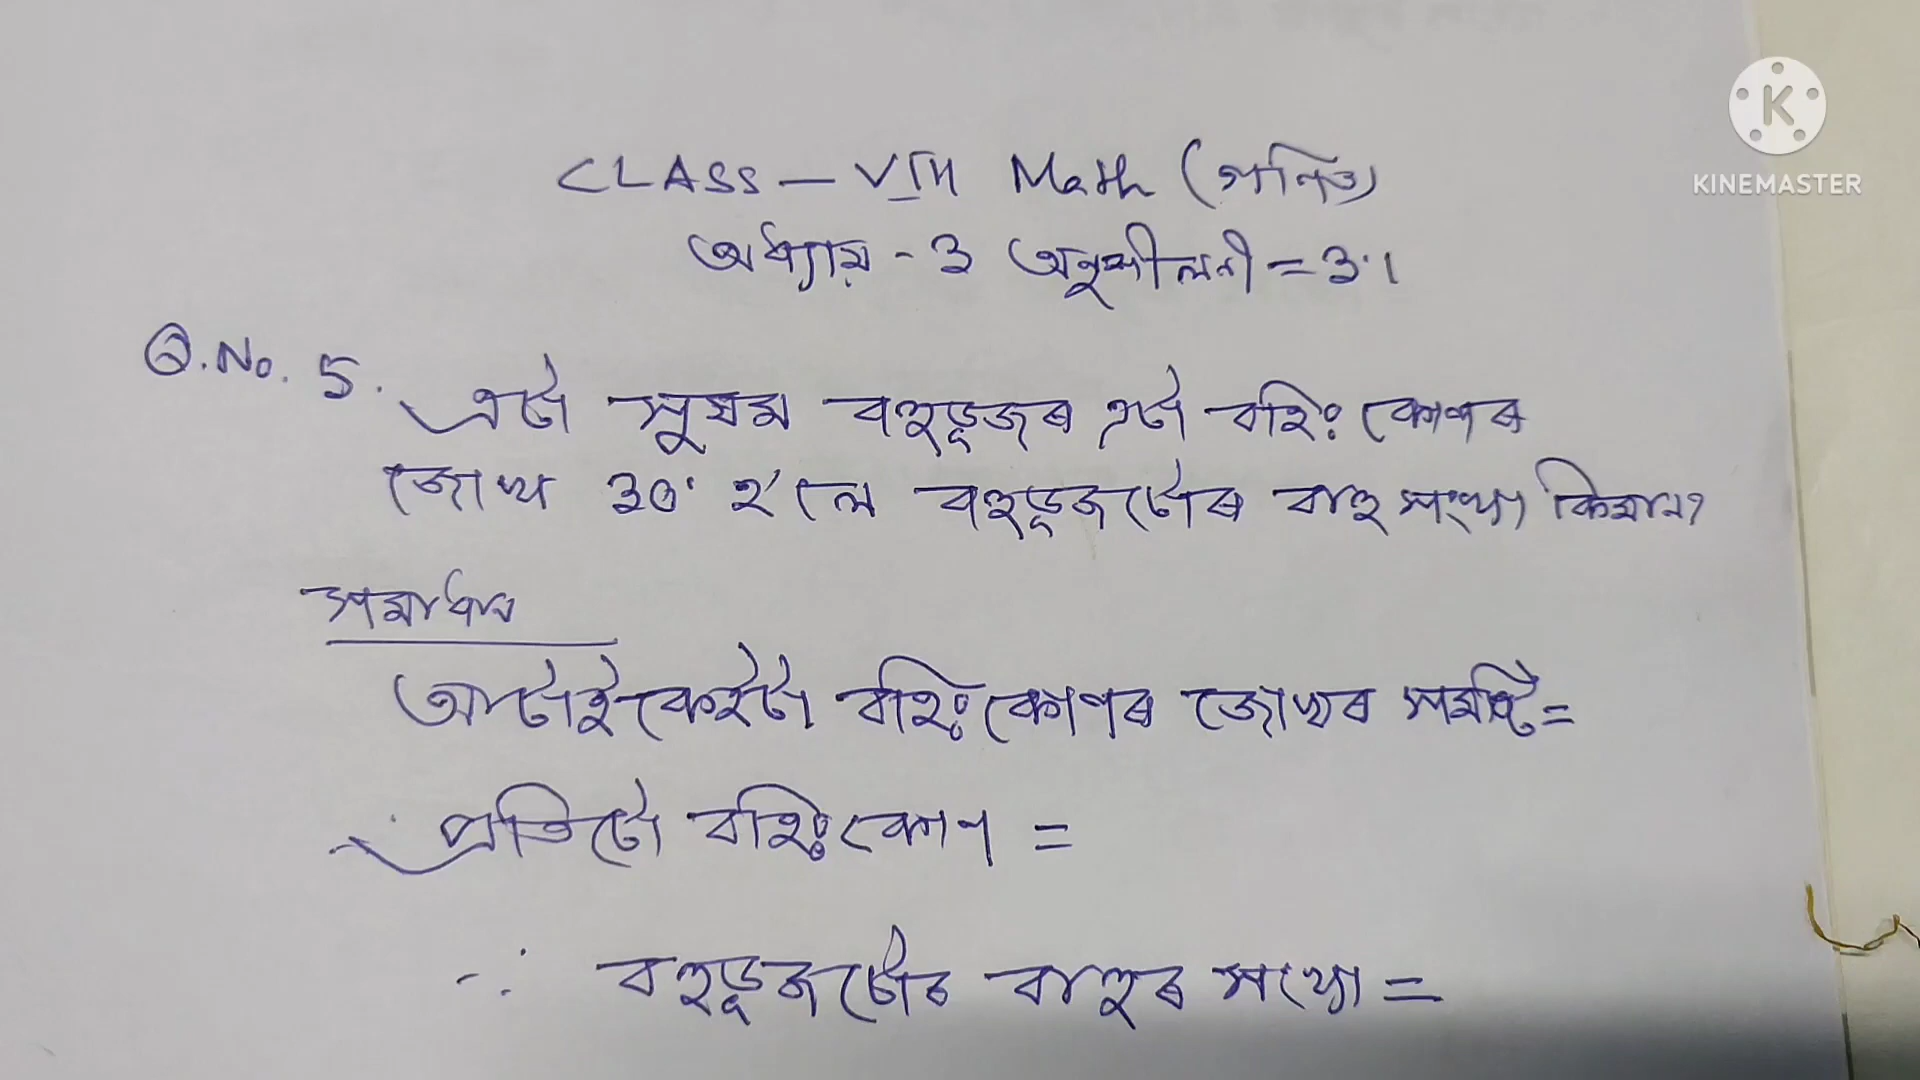 CLASS - VIII Math (গণিত)
অধ্যায় - 3 অনুশীলনী = 3.1
Q.No. 5. এটা সুষম বহুভূজৰ এটা বহিঃকোণৰ
জোখ 30° হ'লে বহুভূজটোৰ বাহু সংখ্যা কিমান?
সমাধান
আটাইকেইটা বহিঃকোণৰ জোখৰ সমষ্টি =
∴ প্ৰতিটো বহিঃকোণ =
∴ বহুভূজটোৰ বাহুৰ সংখ্যা =
K
KINEMASTER